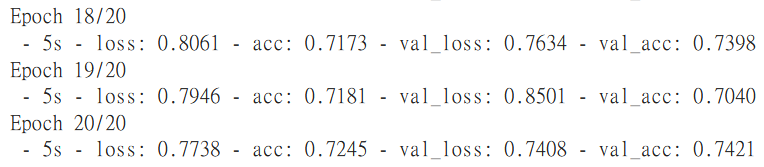 Epoch 18/20
- 5s - loss: 0.8061 - acc: 0.7173 - val_loss: 0.7634 - val_acc: 0.7398
Epoch 19/20
- 5s - loss: 0.7946 - acc: 0.7181 - val_loss: 0.8501 - val_acc: 0.7040
Epoch 20/20
- 5s - loss: 0.7738 - acc: 0.7245 - val_loss: 0.7408 - val_acc: 0.7421